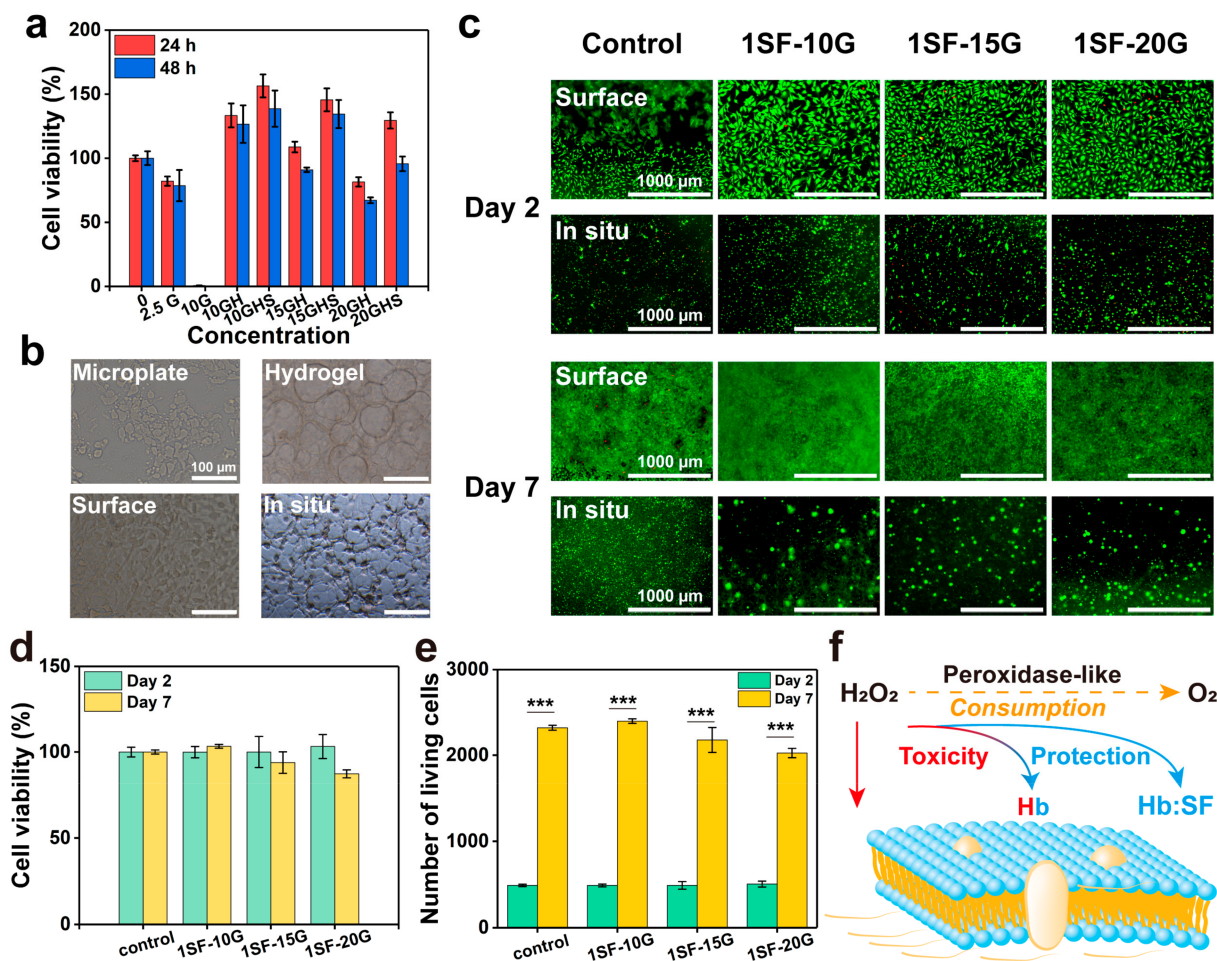 a
200
150
100
50
0
Cell viability (%)
24 h
48 h
0
2.5 G
10G
10GH
10GHS
15GH
15GHS
20GH
20GHS
Concentration
b
Microplate
100 µm
Hydrogel
Surface
In situ
c
Control
1SF-10G
1SF-15G
1SF-20G
Day 2
Surface
1000 µm
In situ
1000 µm
Day 7
Surface
1000 µm
In situ
1000 µm
d
150
100
50
0
Cell viability (%)
Day 2
Day 7
control
1SF-10G
1SF-15G
1SF-20G
e
3000
2000
1000
0
Number of living cells
Day 2
Day 7
***
***
***
***
control
1SF-10G
1SF-15G
1SF-20G
f
Peroxidase-like
H₂O₂
O₂
Consumption
Toxicity
Protection
Hb
Hb:SF